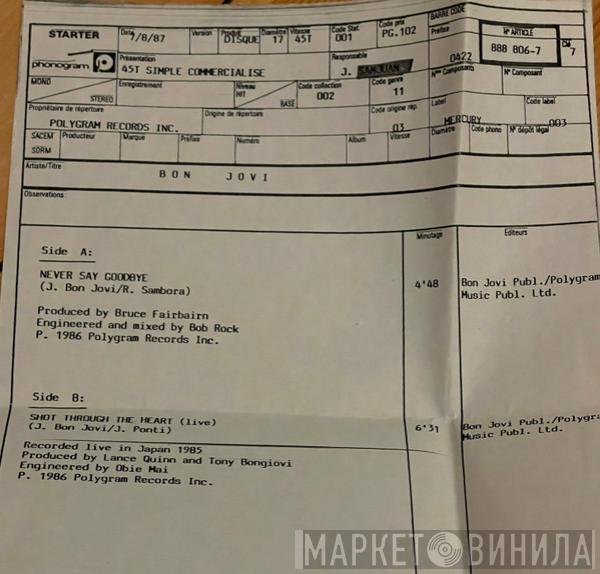 BARRE CODE
STARTER
Date
7/8/87
Version
Produit
DISQUE
Diamètre
17
Vitesse
45T
Code Stat.
001
Code prix
PG.102
Préfixe
0422
N° ARTICLE
888 806-7
Clé
7
phonogram
Présentation
45T SIMPLE COMMERCIALISE
Responsable
J.
Nbre Composants
N° Composant
MONO
STEREO
Enregistrement
Niveau
HIT
BASE
Code collection
002
Code genre
11
Propriétaire de répertoire
POLYGRAM RECORDS INC.
Origine de répertoire
Code origine rép.
03
Label
MERCURY
Code label
003
SACEM
SDRM
Producteur
Marque
Préfixe
Numéro
Album
Vitesse
Diamètre
Code phono
N° dépôt légal
Artiste/Titre
BON JOVI
Observations
Minutage
Editeurs
Side A:
NEVER SAY GOODBYE
(J. Bon Jovi/R. Sambora)
4'48
Bon Jovi Publ./Polygram
Music Publ. Ltd.
Produced by Bruce Fairbairn
Engineered and mixed by Bob Rock
P. 1986 Polygram Records Inc.
Side B:
SHOT THROUGH THE HEART (live)
(J. Bon Jovi/J. Ponti)
6'31
Bon Jovi Publ./Polygra
Music Publ. Ltd.
Recorded live in Japan 1985
Produced by Lance Quinn and Tony Bongiovi
Engineered by Obie Mai
P. 1986 Polygram Records Inc.
МАРКЕТ ВИНИЛА